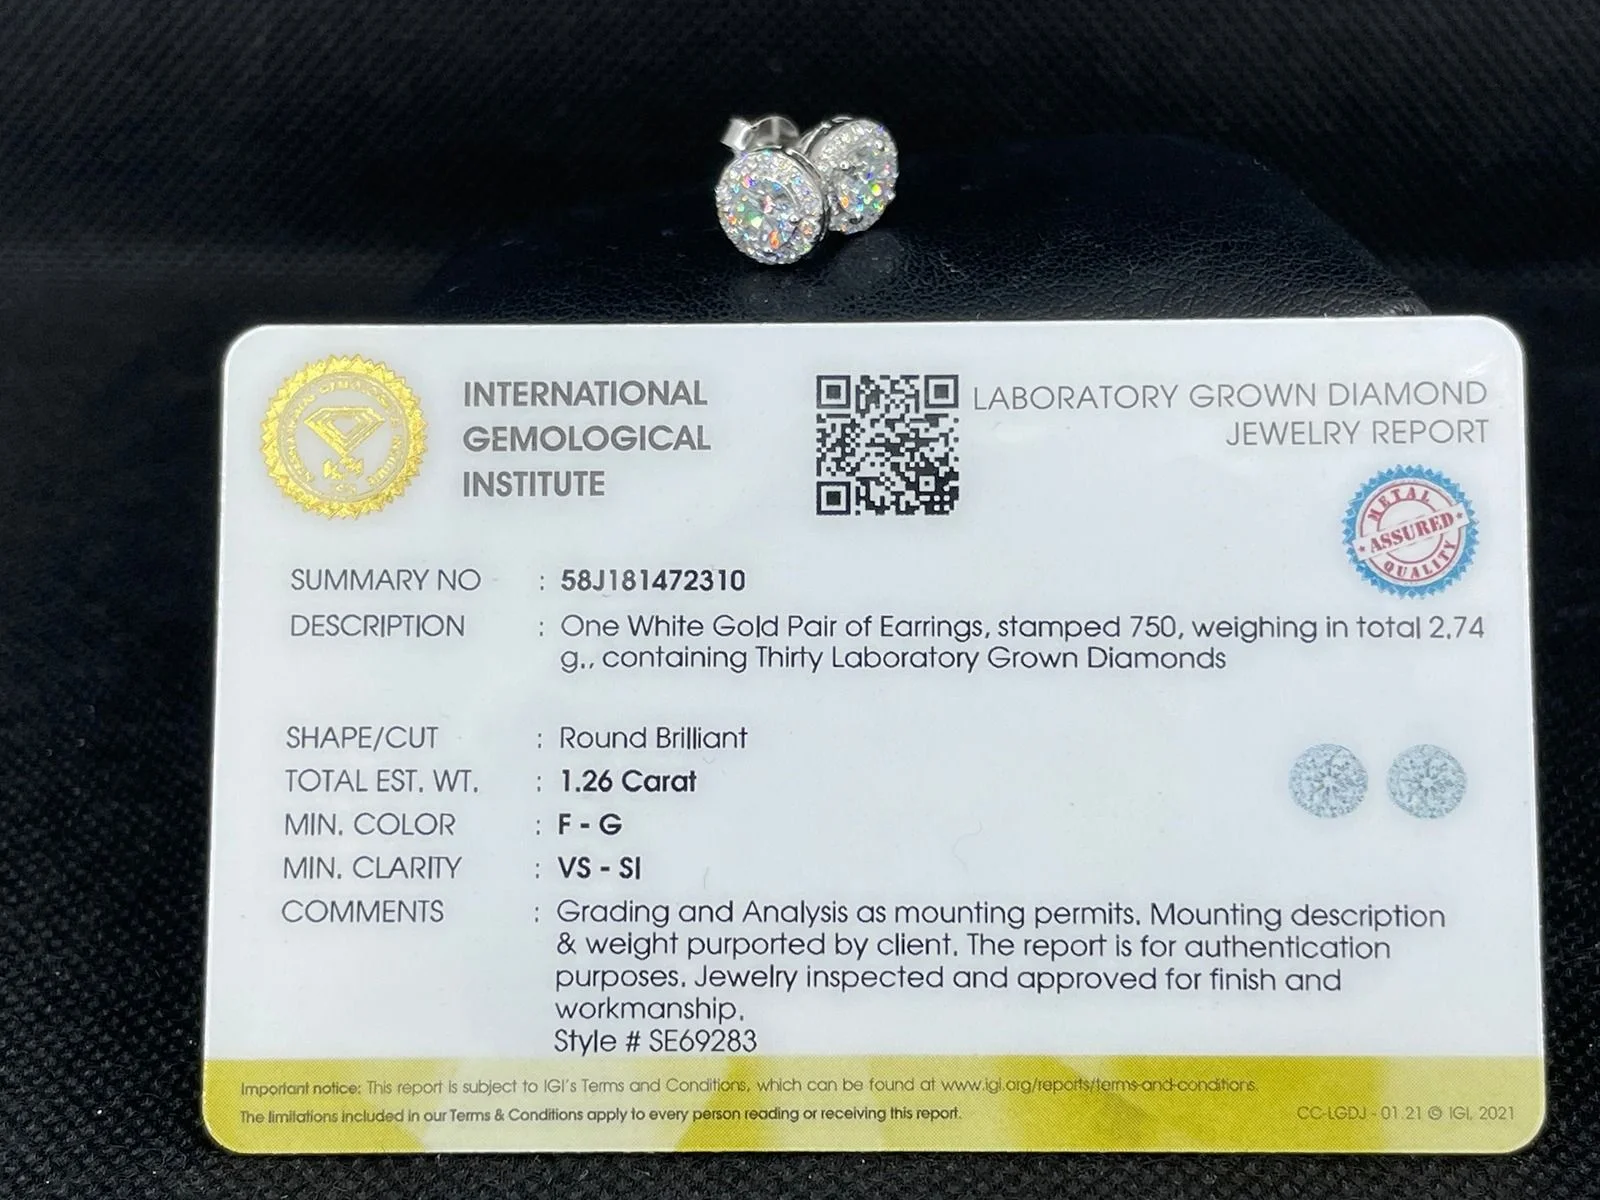 INTERNATIONAL
GEMOLOGICAL
INSTITUTE
LABORATORY GROWN DIAMOND
JEWELRY REPORT
METAL
ASSURED
QUALITY
SUMMARY NO : 58J181472310
DESCRIPTION : One White Gold Pair of Earrings, stamped 750, weighing in total 2.74
g., containing Thirty Laboratory Grown Diamonds
SHAPE/CUT : Round Brilliant
TOTAL EST. WT. : 1.26 Carat
MIN. COLOR : F - G
MIN. CLARITY : VS - SI
COMMENTS : Grading and Analysis as mounting permits. Mounting description
& weight purported by client. The report is for authentication
purposes. Jewelry inspected and approved for finish and
workmanship.
Style # SE69283
Important notice: This report is subject to IGI's Terms and Conditions, which can be found at www.igi.org/reports/terms-and-conditions.
The limitations included in our Terms & Conditions apply to every person reading or receiving this report.
CC-LGDJ - 01.21 © IGI, 2021